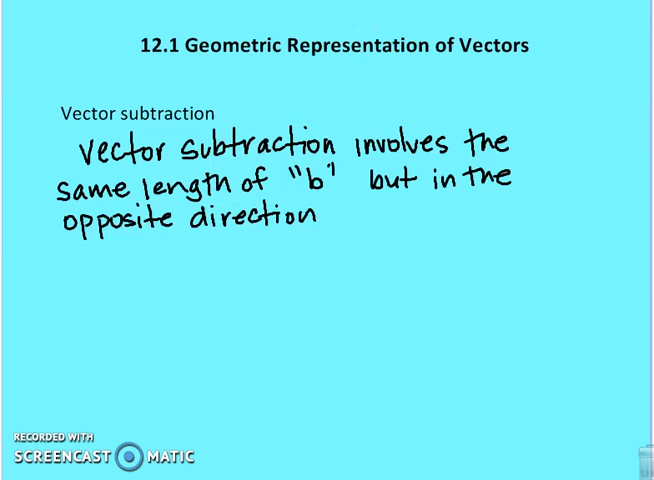 12.1 Geometric Representation of Vectors
Vector subtraction
Vector subtraction involves the
same length of "b" but in the
opposite direction
RECORDED WITH
SCREENCAST MATIC